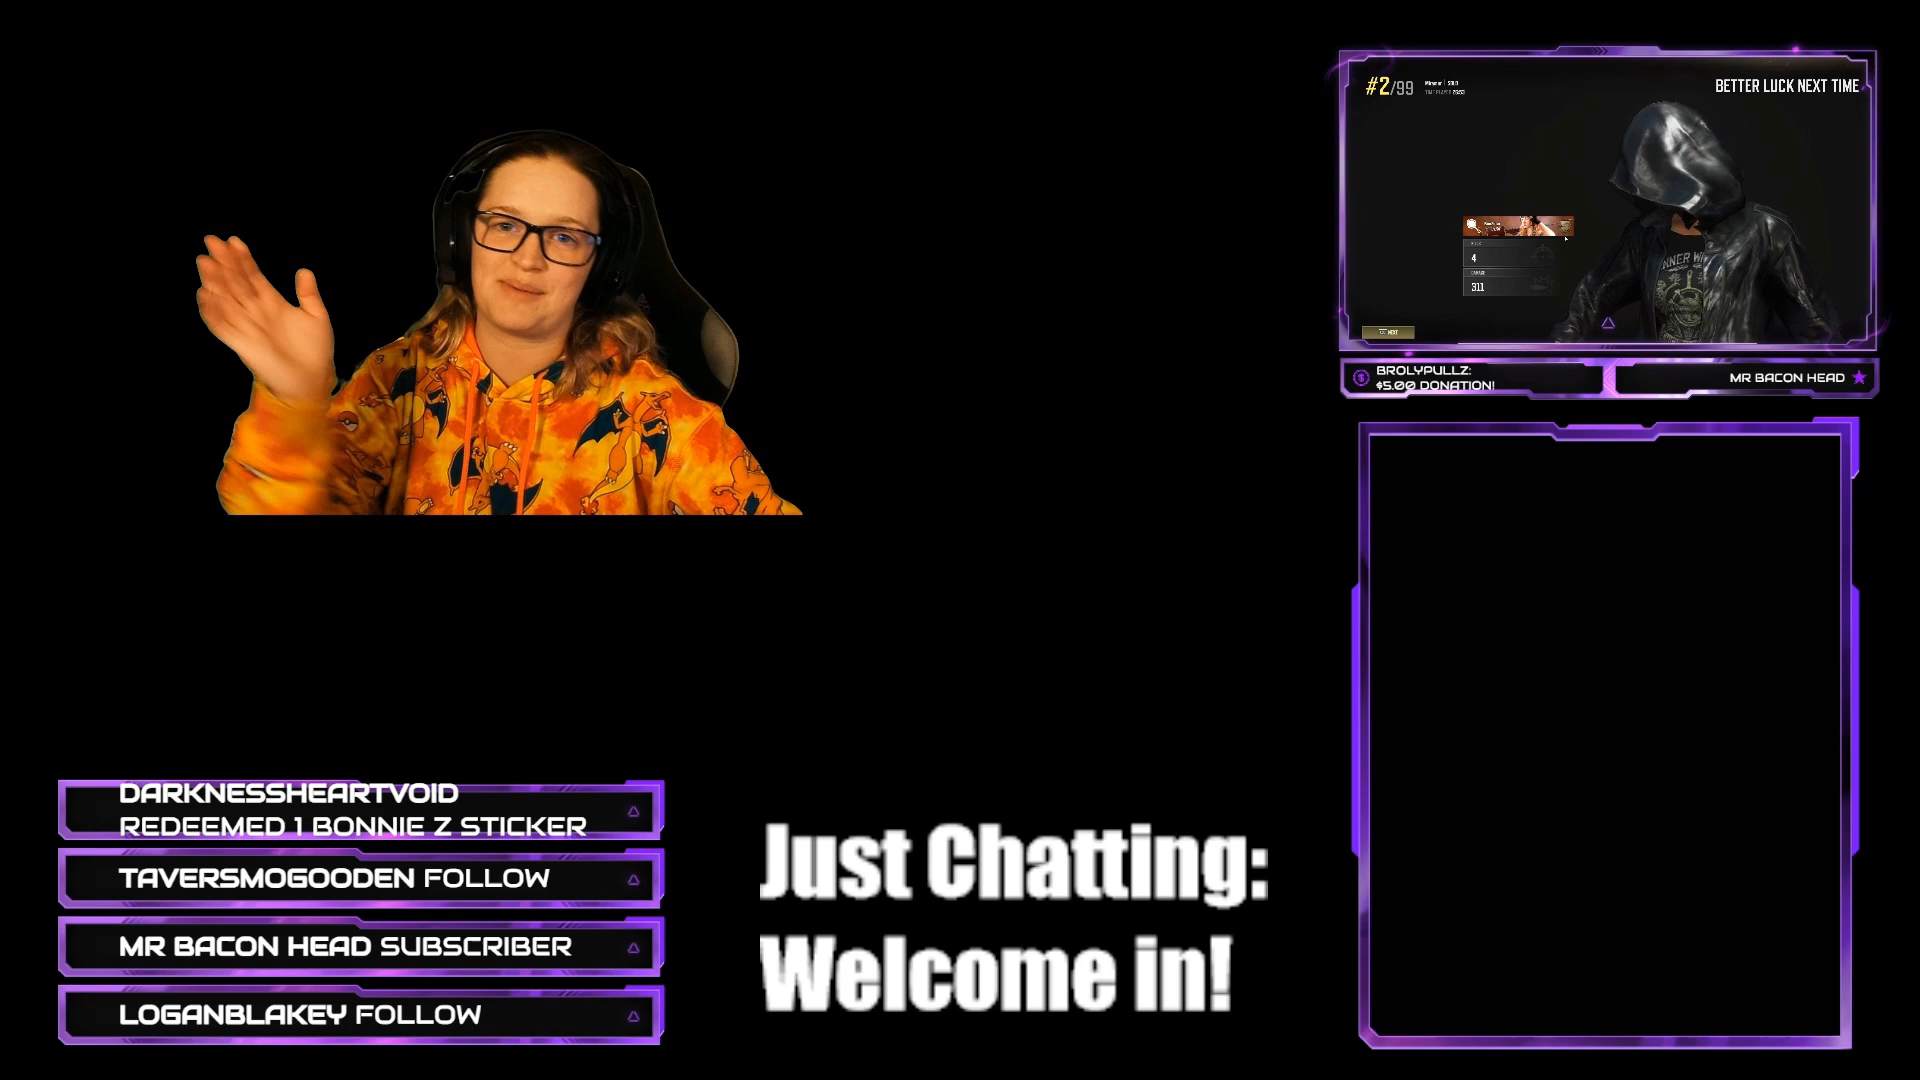 #2/99
BETTER LUCK NEXT TIME
4
311
NEXT
BROLYPULLZ:
$5.00 DONATION!
MR BACON HEAD
DARKNESSHEARTVOID
REDEEMED 1 BONNIE Z STICKER
TAVERSMOGOODEN FOLLOW
MR BACON HEAD SUBSCRIBER
LOGANBLAKEY FOLLOW
Just Chatting:
Welcome in!